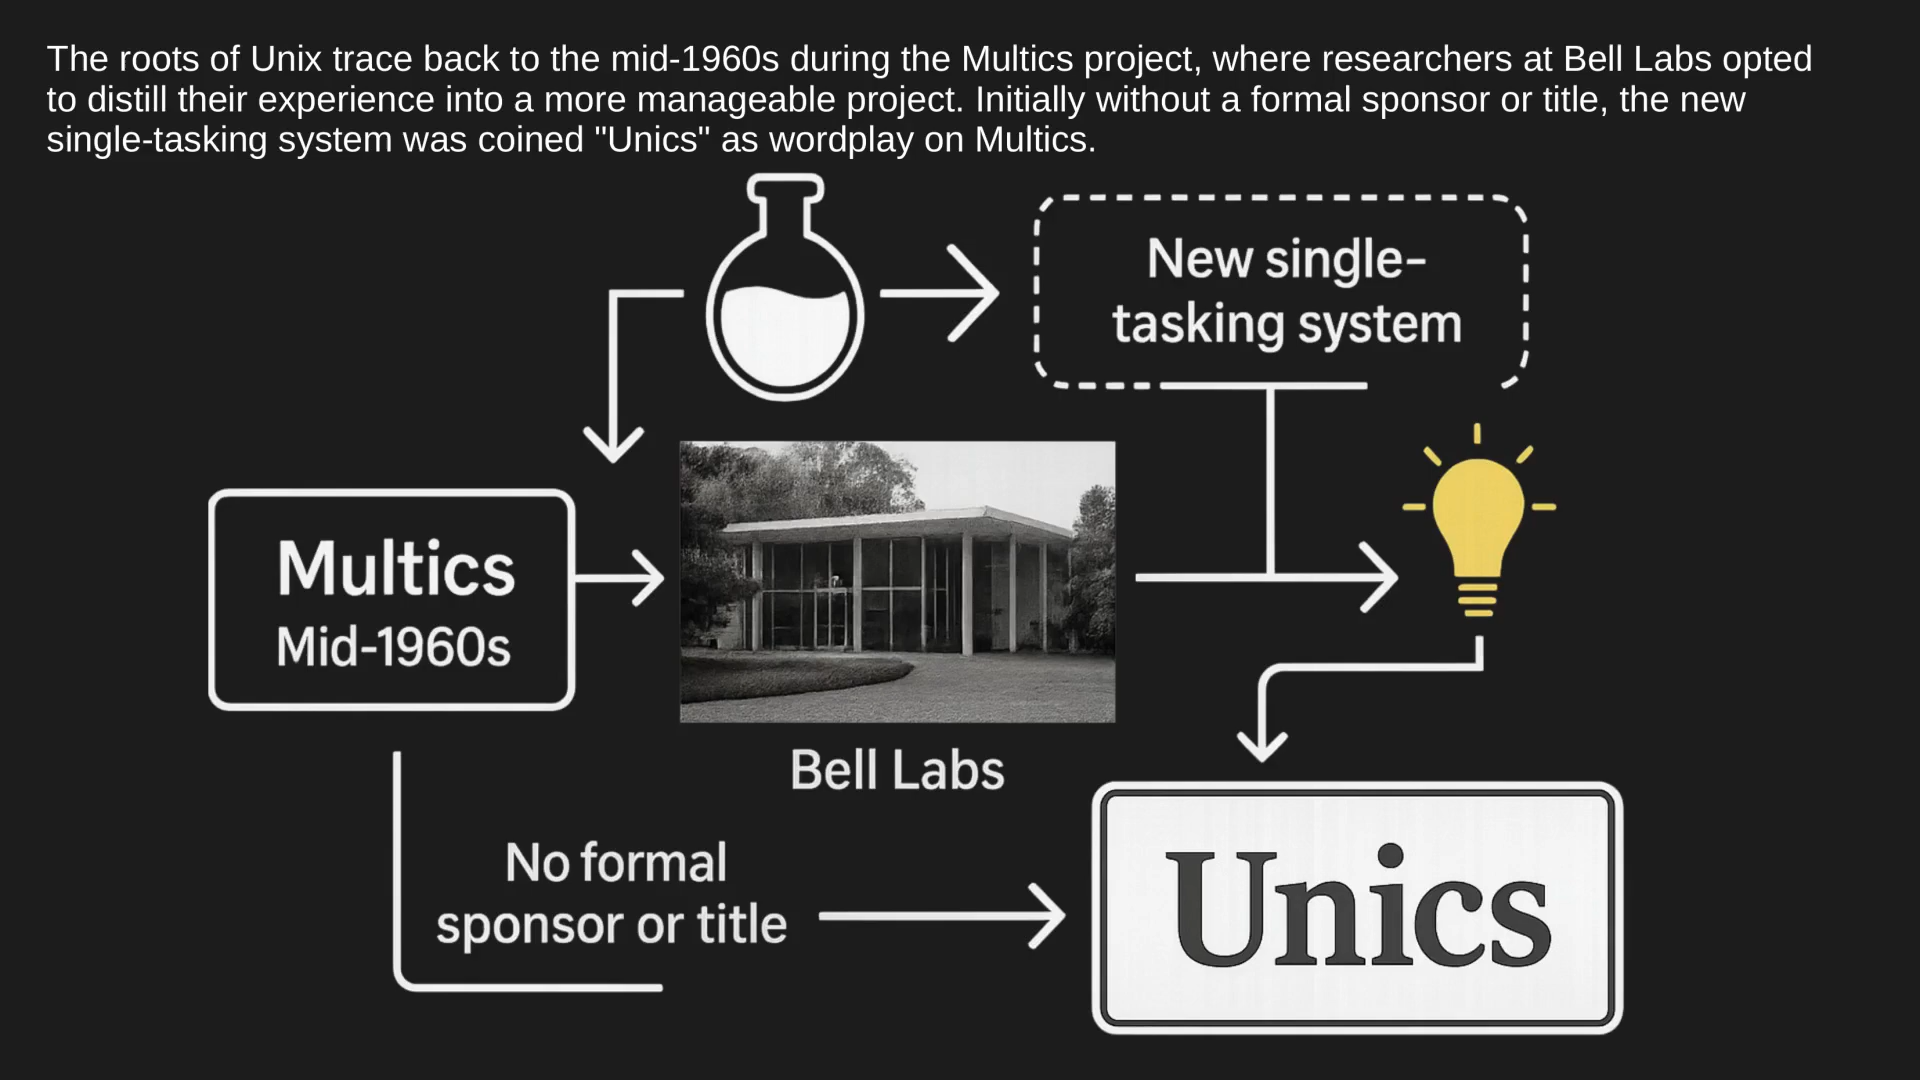 The roots of Unix trace back to the mid-1960s during the Multics project, where researchers at Bell Labs opted
to distill their experience into a more manageable project. Initially without a formal sponsor or title, the new
single-tasking system was coined "Unics" as wordplay on Multics.
New single-
tasking system
Multics
Mid-1960s
Bell Labs
No formal
sponsor or title
Unics